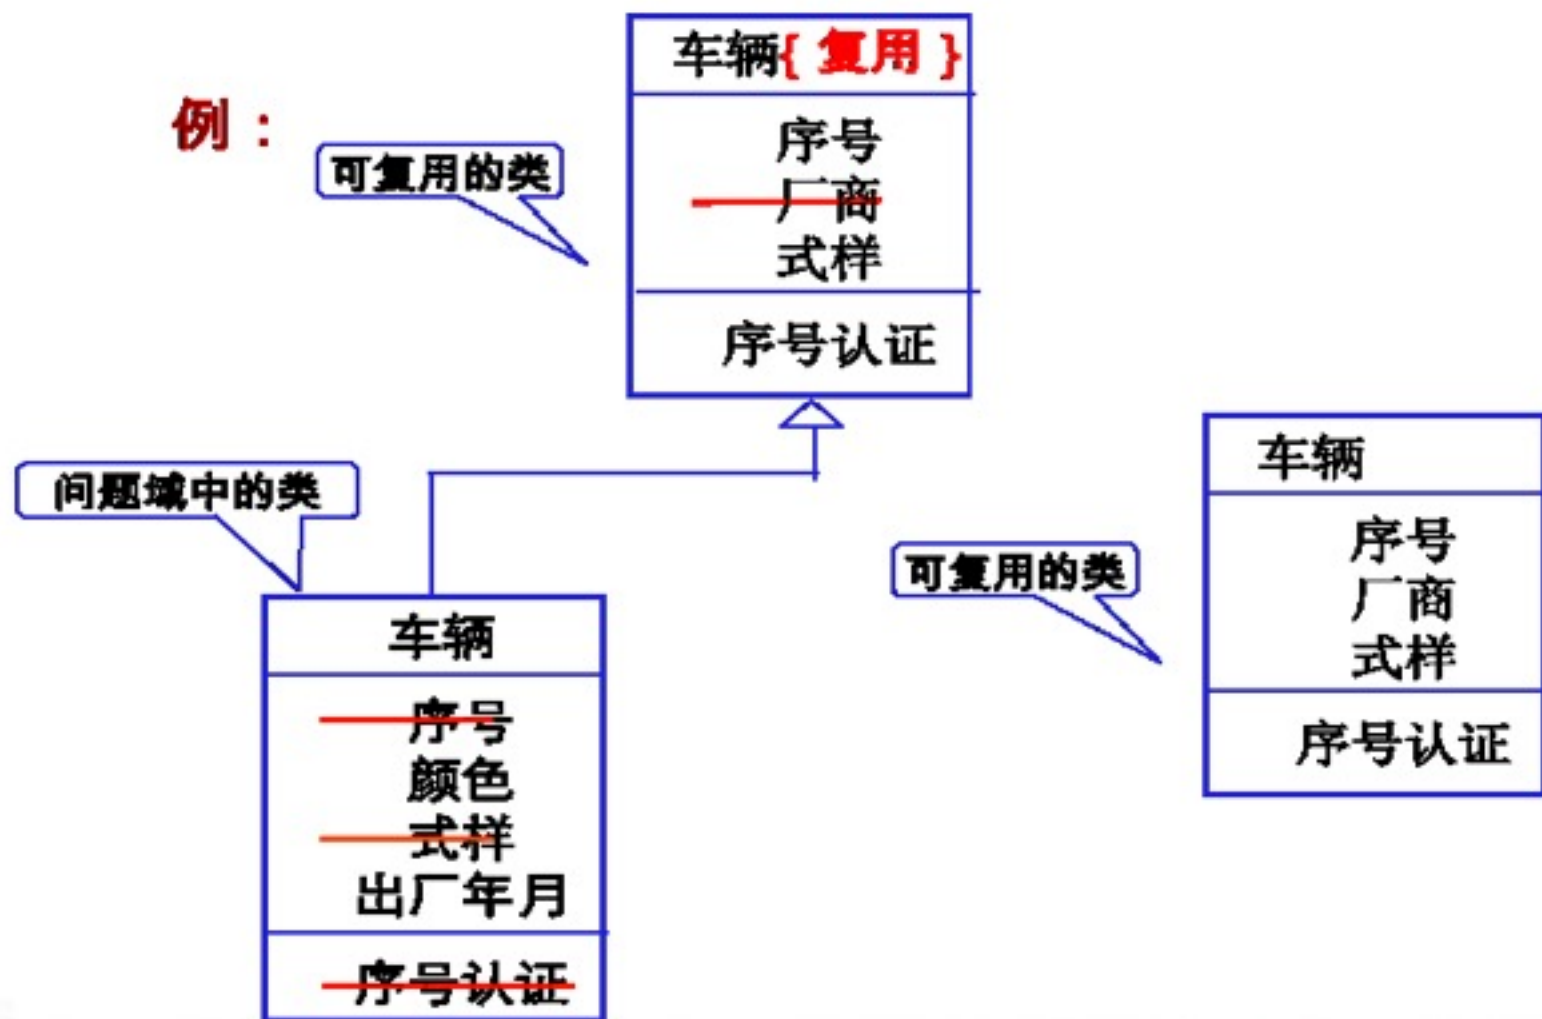 例：
可复用的类
车辆{ 复用 }
序号
厂商
式样
序号认证
问题域中的类
车辆
序号
颜色
式样
出厂年月
序号认证
可复用的类
车辆
序号
厂商
式样
序号认证